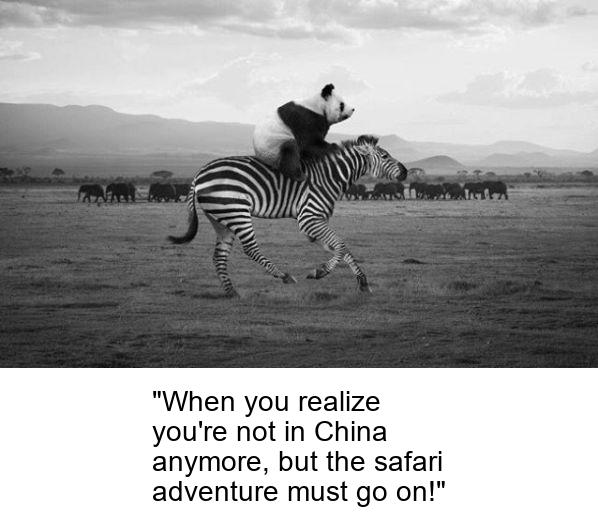 "When you realize
you're not in China
anymore, but the safari
adventure must go on!"